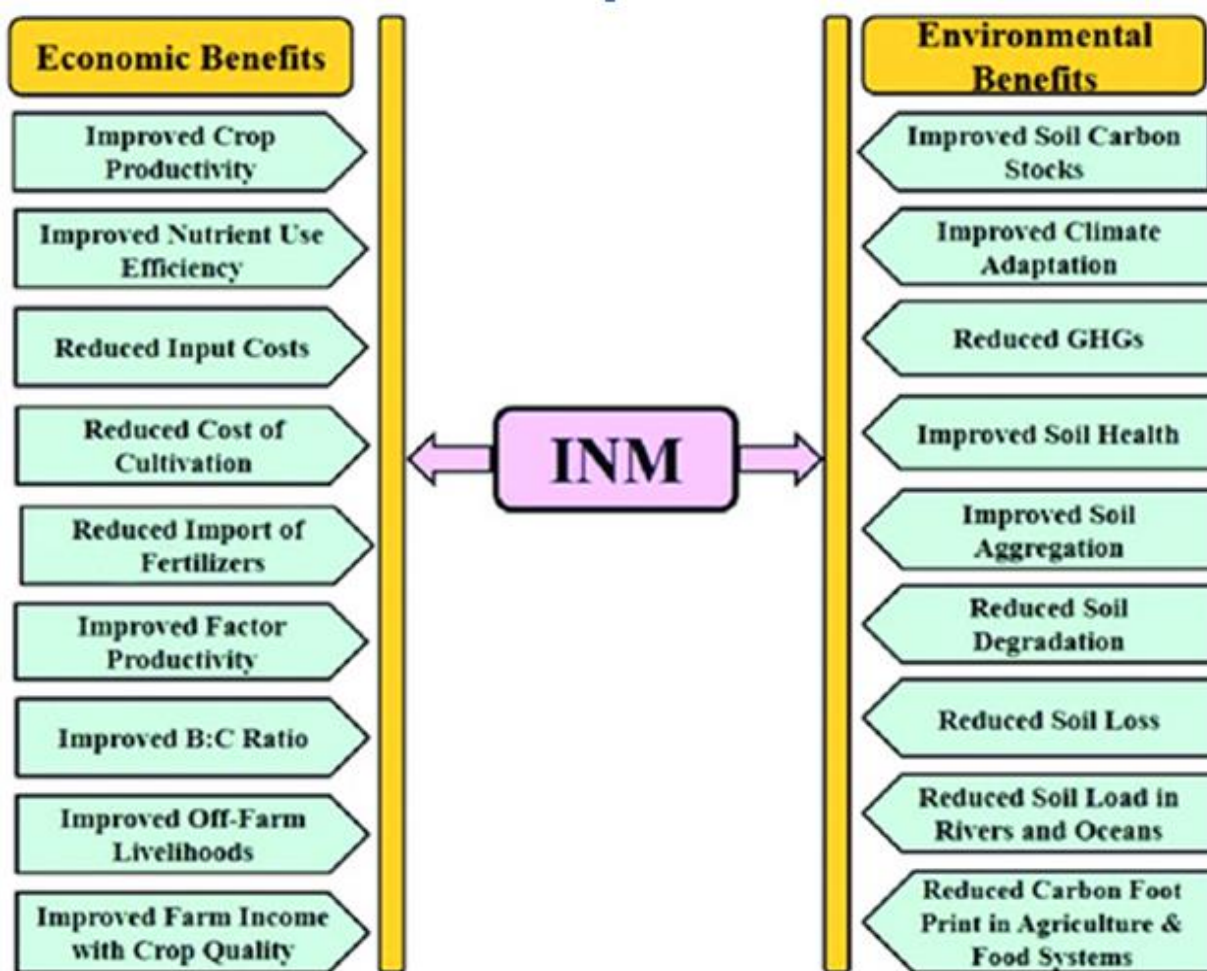 Economic Benefits
Improved Crop
Productivity
Improved Nutrient Use
Efficiency
Reduced Input Costs
Reduced Cost of
Cultivation
Reduced Import of
Fertilizers
Improved Factor
Productivity
Improved B:C Ratio
Improved Off-Farm
Livelihoods
Improved Farm Income
with Crop Quality
INM
Environmental
Benefits
Improved Soil Carbon
Stocks
Improved Climate
Adaptation
Reduced GHGs
Improved Soil Health
Improved Soil
Aggregation
Reduced Soil
Degradation
Reduced Soil Loss
Reduced Soil Load in
Rivers and Oceans
Reduced Carbon Foot
Print in Agriculture &
Food Systems